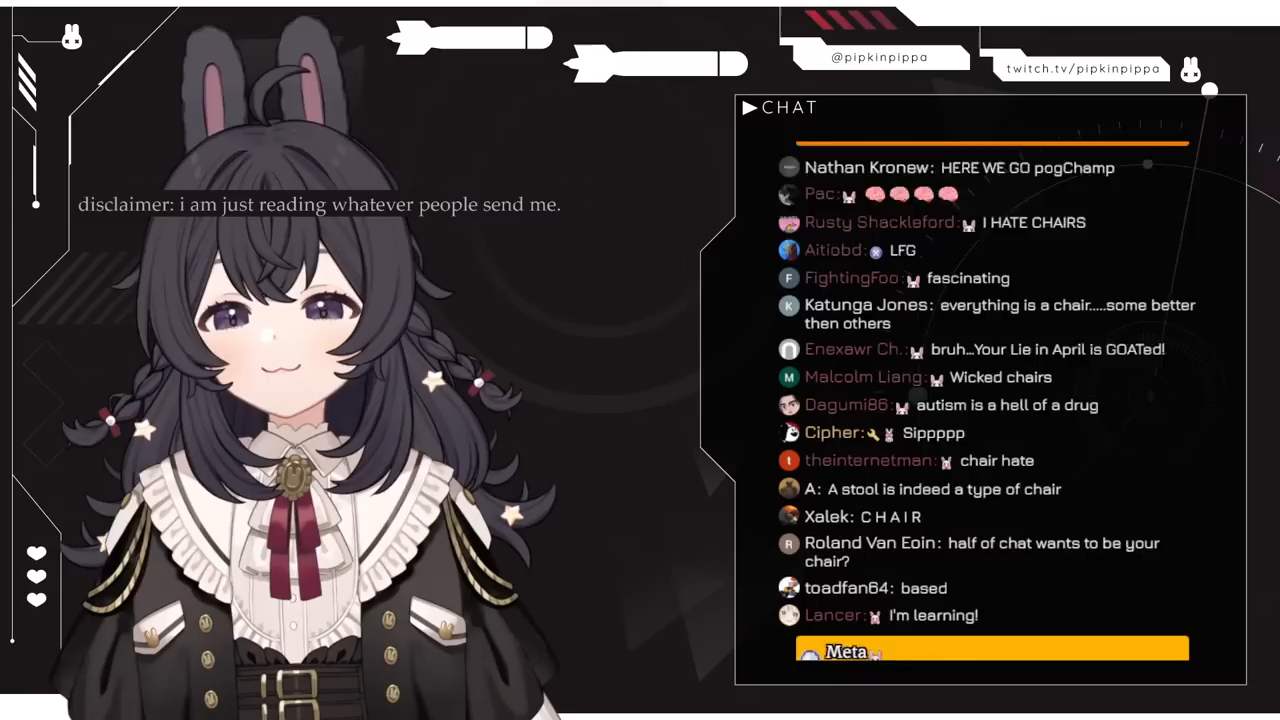 @pipkinpippa
twitch.tv/pipkinpippa
▶CHAT
disclaimer: i am just reading whatever people send me.
Nathan Kronew: HERE WE GO pogChamp
Pac: 🧠 🧠 🧠 🧠
Rusty Shackleford: I HATE CHAIRS
Aitiobd: LFG
F FightingFoo: fascinating
K Katunga Jones: everything is a chair.....some better
then others
Enexawr Ch.: bruh...Your Lie in April is GOATed!
M Malcolm Liang: Wicked chairs
Dagumi86: autism is a hell of a drug
Cipher: Sippppp
t theinternetman: chair hate
A: A stool is indeed a type of chair
Xalek: C H A I R
R Roland Van Eoin: half of chat wants to be your
chair?
toadfan64: based
Lancer: I'm learning!
Meta